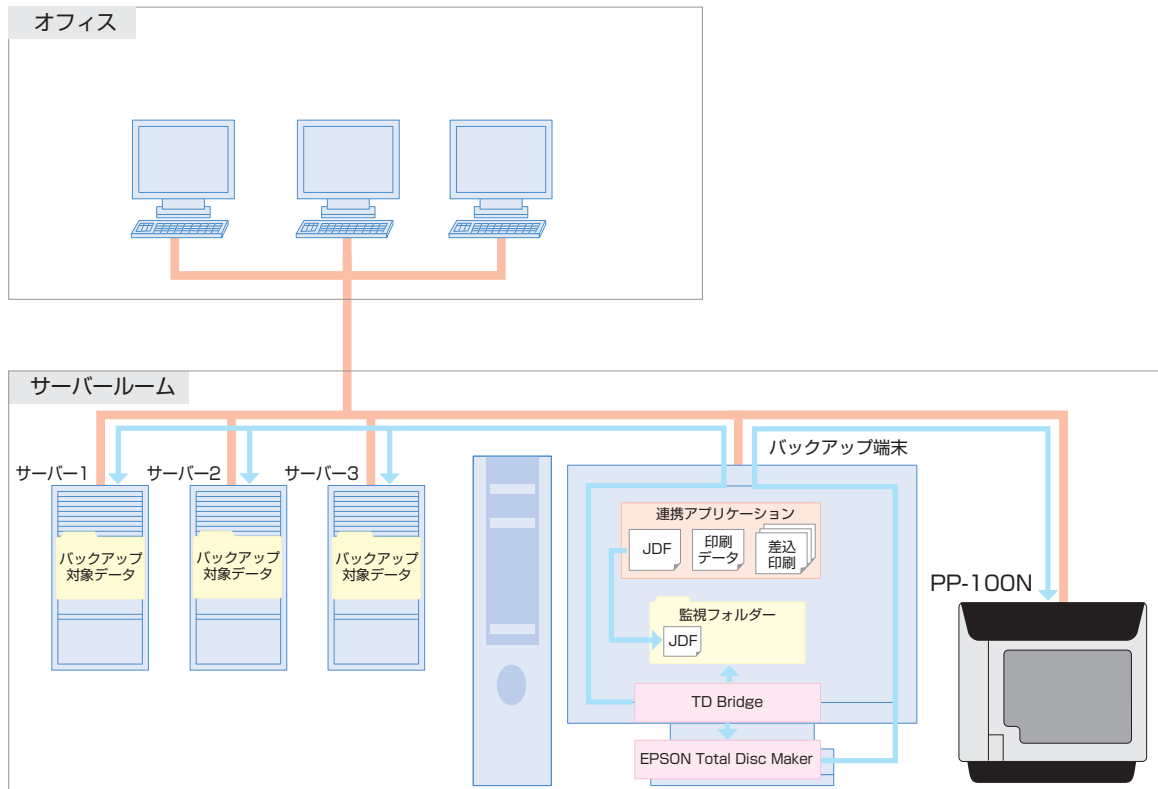 オフィス
サーバールーム
バックアップ端末
サーバー1
サーバー2
サーバー3
バックアップ
対象データ
バックアップ
対象データ
バックアップ
対象データ
連携アプリケーション
JDF
印刷
データ
差込
印刷
監視フォルダー
JDF
TD Bridge
EPSON Total Disc Maker
PP-100N